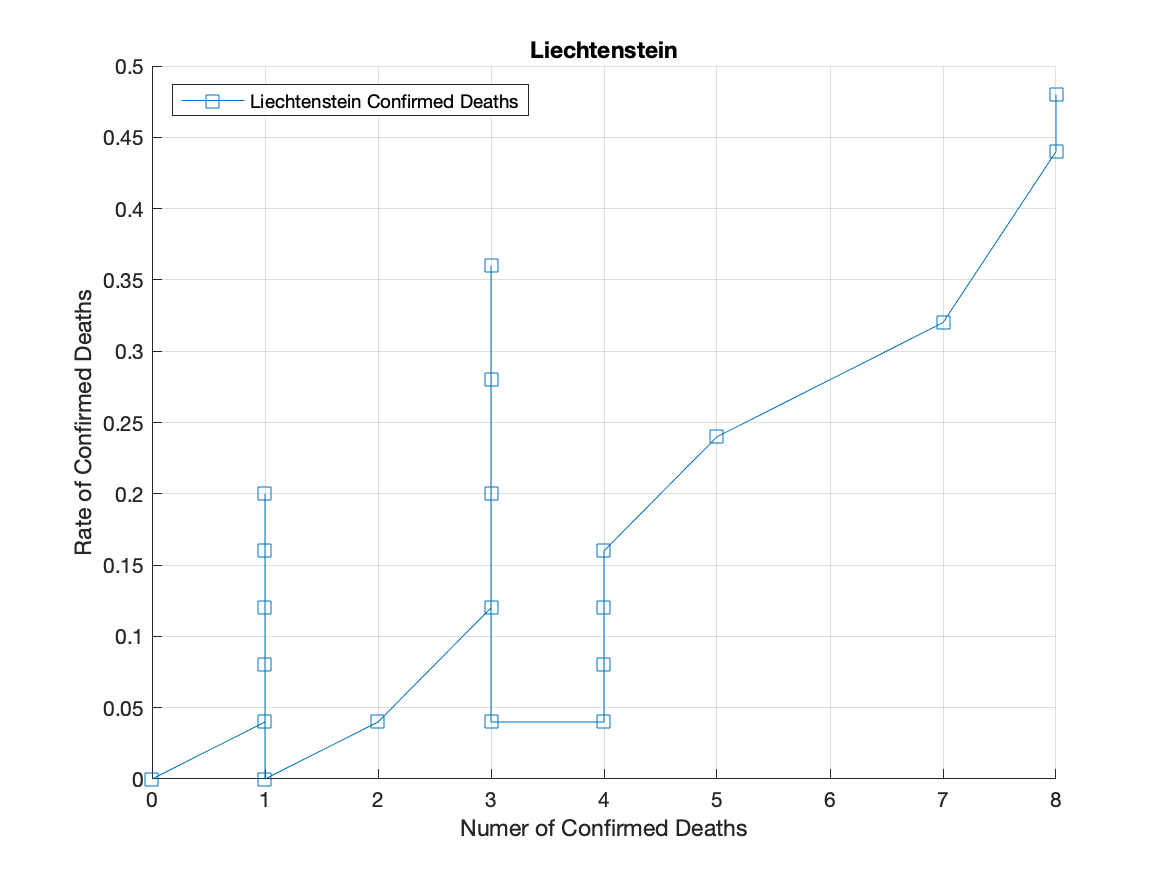 Liechtenstein
Liechtenstein Confirmed Deaths
Rate of Confirmed Deaths
0.5
0.45
0.4
0.35
0.3
0.25
0.2
0.15
0.1
0.05
0
0 1 2 3 4 5 6 7 8
Numer of Confirmed Deaths